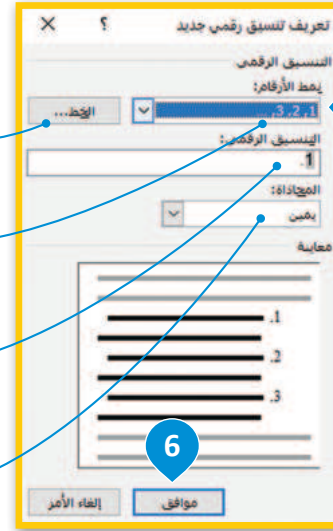 تعريف تنسيق رقمي جديد ؟ ×
التنسيق الرقمي
نمط الأرقام:
1, 2, 3, الخط...
التنسيق الرقمي:
1.
المحاذاة:
يمين
معاينة
1.
2.
3.
6
موافق إلغاء الأمر